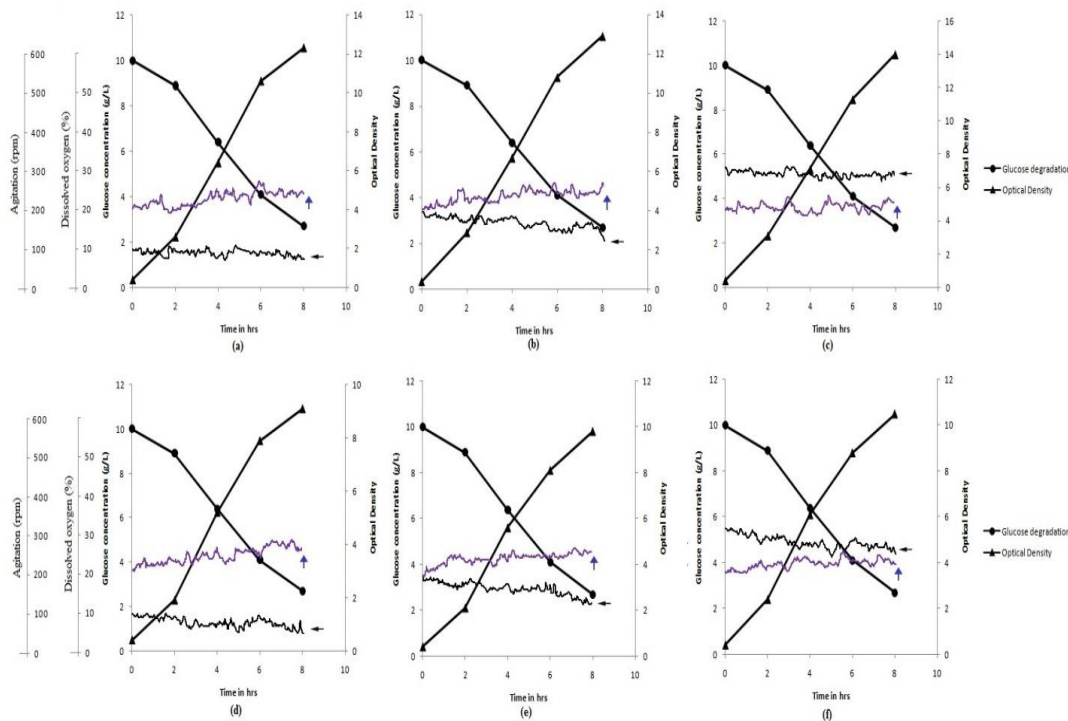 Agitation (rpm)
600
500
400
300
200
100
0
Dissolved oxygen (%)
50
40
30
20
10
0
Glucose concentration (g/L)
12
10
8
6
4
2
0
0 2 4 6 8 10
Time in hrs
(a)
14
12
10
8
6
4
2
0
Optical Density
Glucose concentration (g/L)
12
10
8
6
4
2
0
0 2 4 6 8 10
Time in hrs
(b)
14
12
10
8
6
4
2
0
Optical Density
Glucose concentration (g/L)
12
10
8
6
4
2
0
0 2 4 6 8 10
Time in hrs
(c)
16
14
12
10
8
6
4
2
0
Optical Density
Glucose degradation
Optical Density
Agitation (rpm)
600
500
400
300
200
100
0
Dissolved oxygen (%)
50
40
30
20
10
0
Glucose concentration (g/L)
12
10
8
6
4
2
0
0 2 4 6 8 10
Time in hrs
(d)
10
8
6
4
2
0
Optical Density
Glucose concentration (g/L)
12
10
8
6
4
2
0
0 2 4 6 8 10
Time in hrs
(e)
12
10
8
6
4
2
0
Optical Density
Glucose concentration (g/L)
12
10
8
6
4
2
0
0 2 4 6 8 10
Time in hrs
(f)
12
10
8
6
4
2
0
Optical Density
Glucose degradation
Optical Density